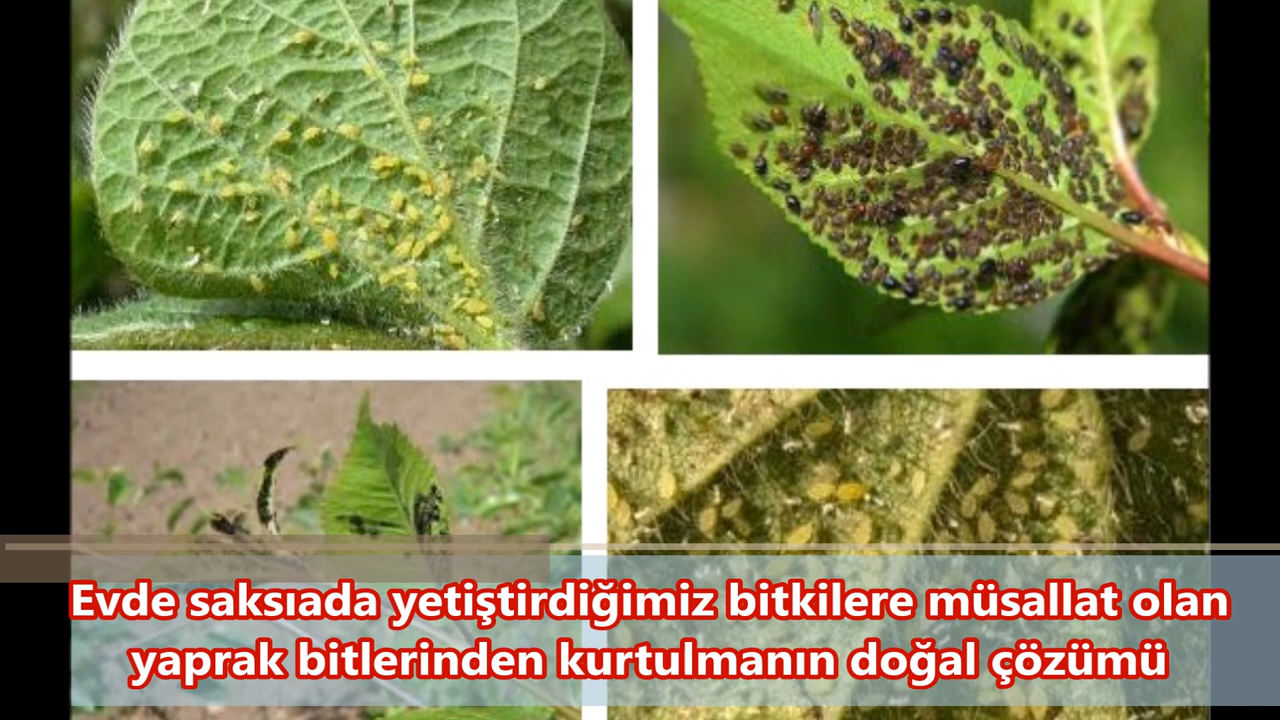 Evde saksıada yetiştirdiğimiz bitkilere müsallat olan
yaprak bitlerinden kurtulmanın doğal çözümü